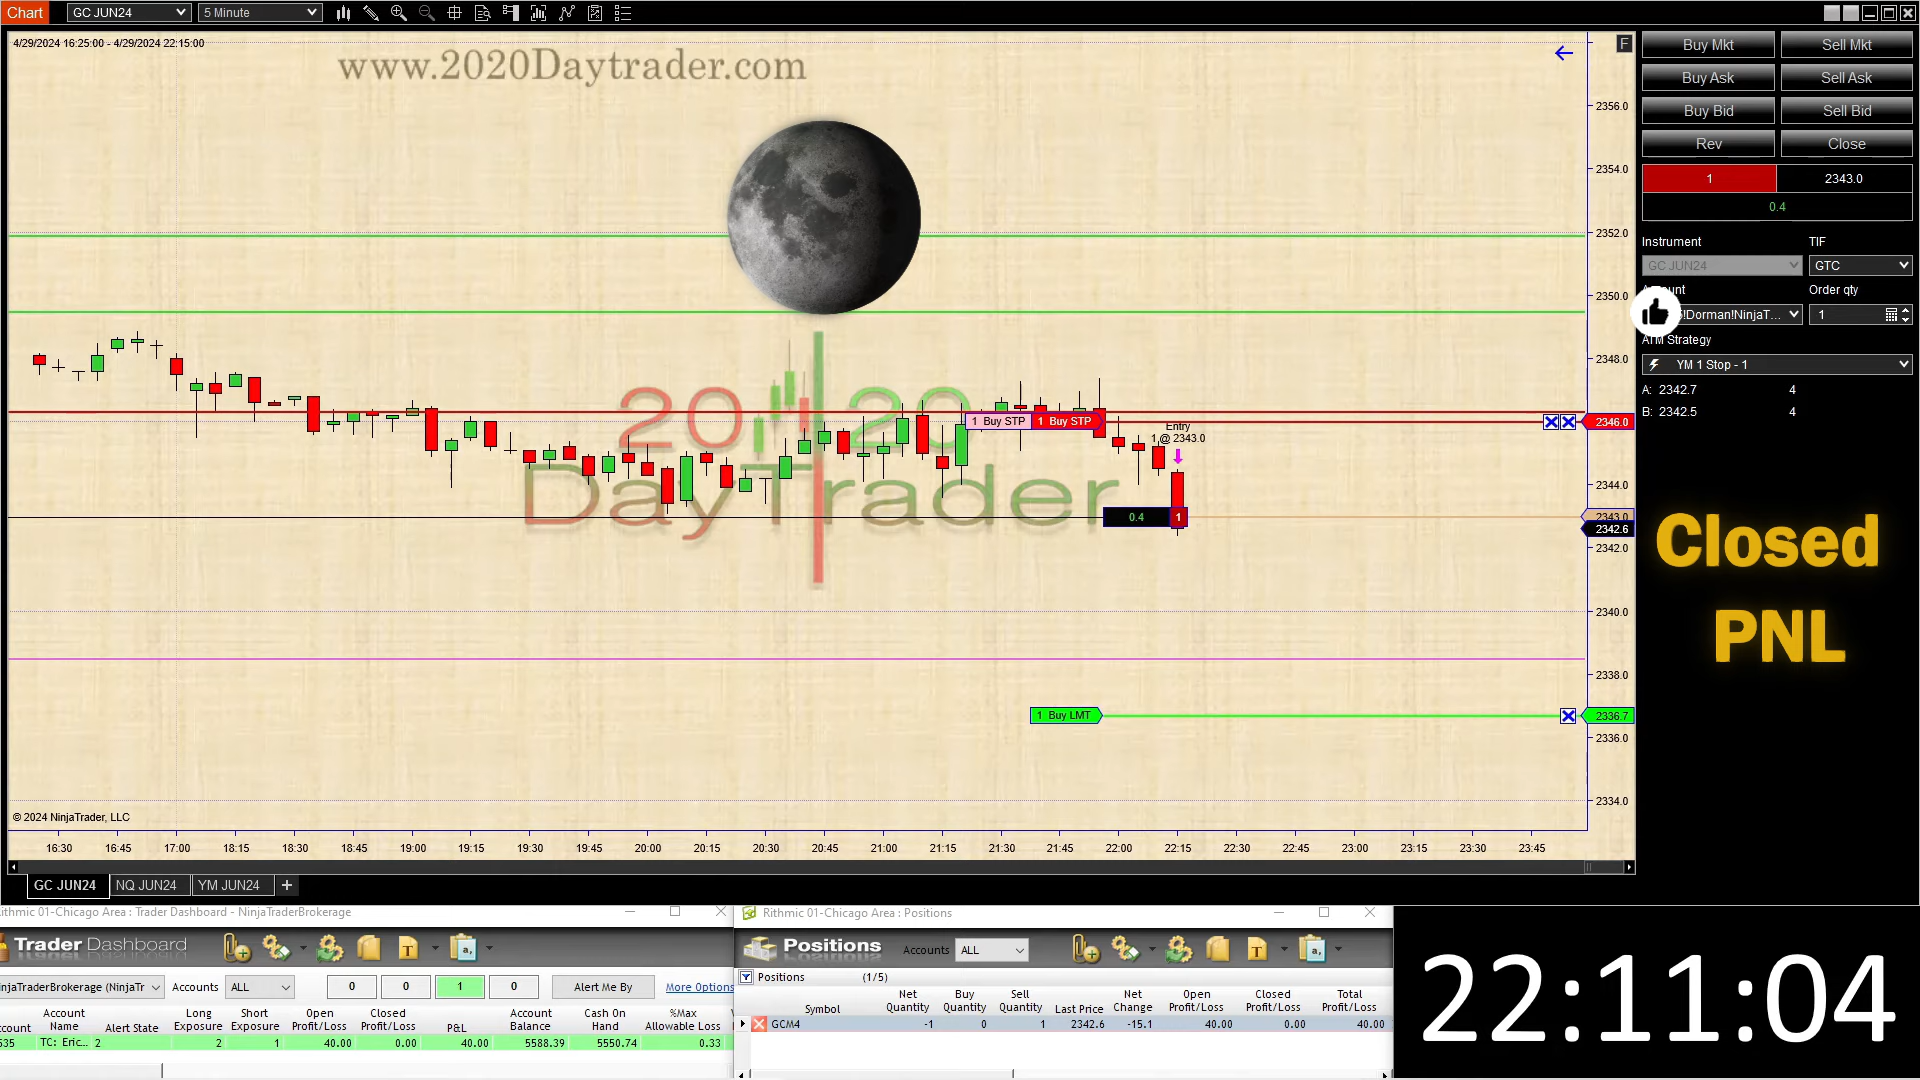 Chart GC JUN24 5 Minute
4/29/2024 16:25:00 - 4/29/2024 22:15:00
www.2020Daytrader.com
F
Buy Mkt Sell Mkt
Buy Ask Sell Ask
Buy Bid Sell Bid
Rev Close
1 2343.0
0.4
Instrument TIF
GC JUN24 GTC
Order qty
!Dorman!NinjaT... 1
ATM Strategy
YM 1 Stop - 1
A: 2342.7 4
B: 2342.5 4
2356.0
2354.0
2352.0
2350.0
2348.0
2346.0
2344.0
2343.0
2342.6
2342.0
2340.0
2338.0
2336.7
2336.0
2334.0
20 20
DayTrader
1 Buy STP 1 Buy STP
Entry
1 @ 2343.0
0.4 1
1 Buy LMT
Closed
PNL
© 2024 NinjaTrader, LLC
16:30 16:45 17:00 18:15 18:30 18:45 19:00 19:15 19:30 19:45 20:00 20:15 20:30 20:45 21:00 21:15 21:30 21:45 22:00 22:15 22:30 22:45 23:00 23:15 23:30 23:45
GC JUN24 NQ JUN24 YM JUN24 +
ithmic 01-Chicago Area : Trader Dashboard - NinjaTraderBrokerage
Trader Dashboard
njaTraderBrokerage (NinjaTr Accounts ALL 0 0 1 0 Alert Me By More Options
count Account Name Alert State Long Exposure Short Exposure Open Profit/Loss Closed Profit/Loss P&L Account Balance Cash On Hand %Max Allowable Loss
535 TC: Eric... 2 2 1 40.00 0.00 40.00 5588.39 5550.74 0.33
Rithmic 01-Chicago Area : Positions
Positions Accounts ALL
Positions (1/5)
Symbol Net Quantity Buy Quantity Sell Quantity Last Price Net Change Open Profit/Loss Closed Profit/Loss Total Profit/Loss
GCM4 -1 0 1 2342.6 -15.1 40.00 0.00 40.00
22:11:04